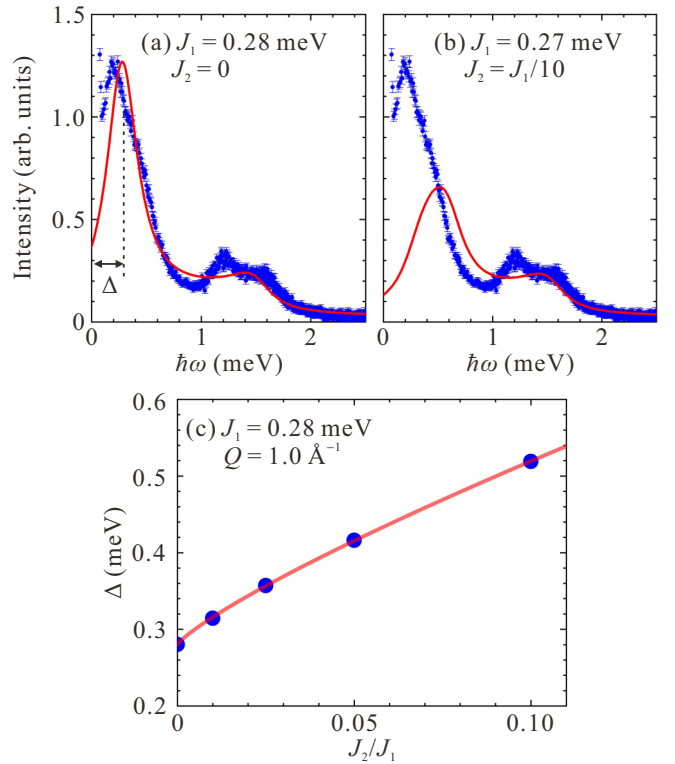 (a) J₁ = 0.28 meV
J₂ = 0
(b) J₁ = 0.27 meV
J₂ = J₁/10
Intensity (arb. units)
1.5
1.0
0.5
0
Δ
0 1 2
0 1 2
ħω (meV)
ħω (meV)
(c) J₁ = 0.28 meV
Q = 1.0 Å⁻¹
Δ (meV)
0.6
0.5
0.4
0.3
0.2
0 0.05 0.10
J₂/J₁